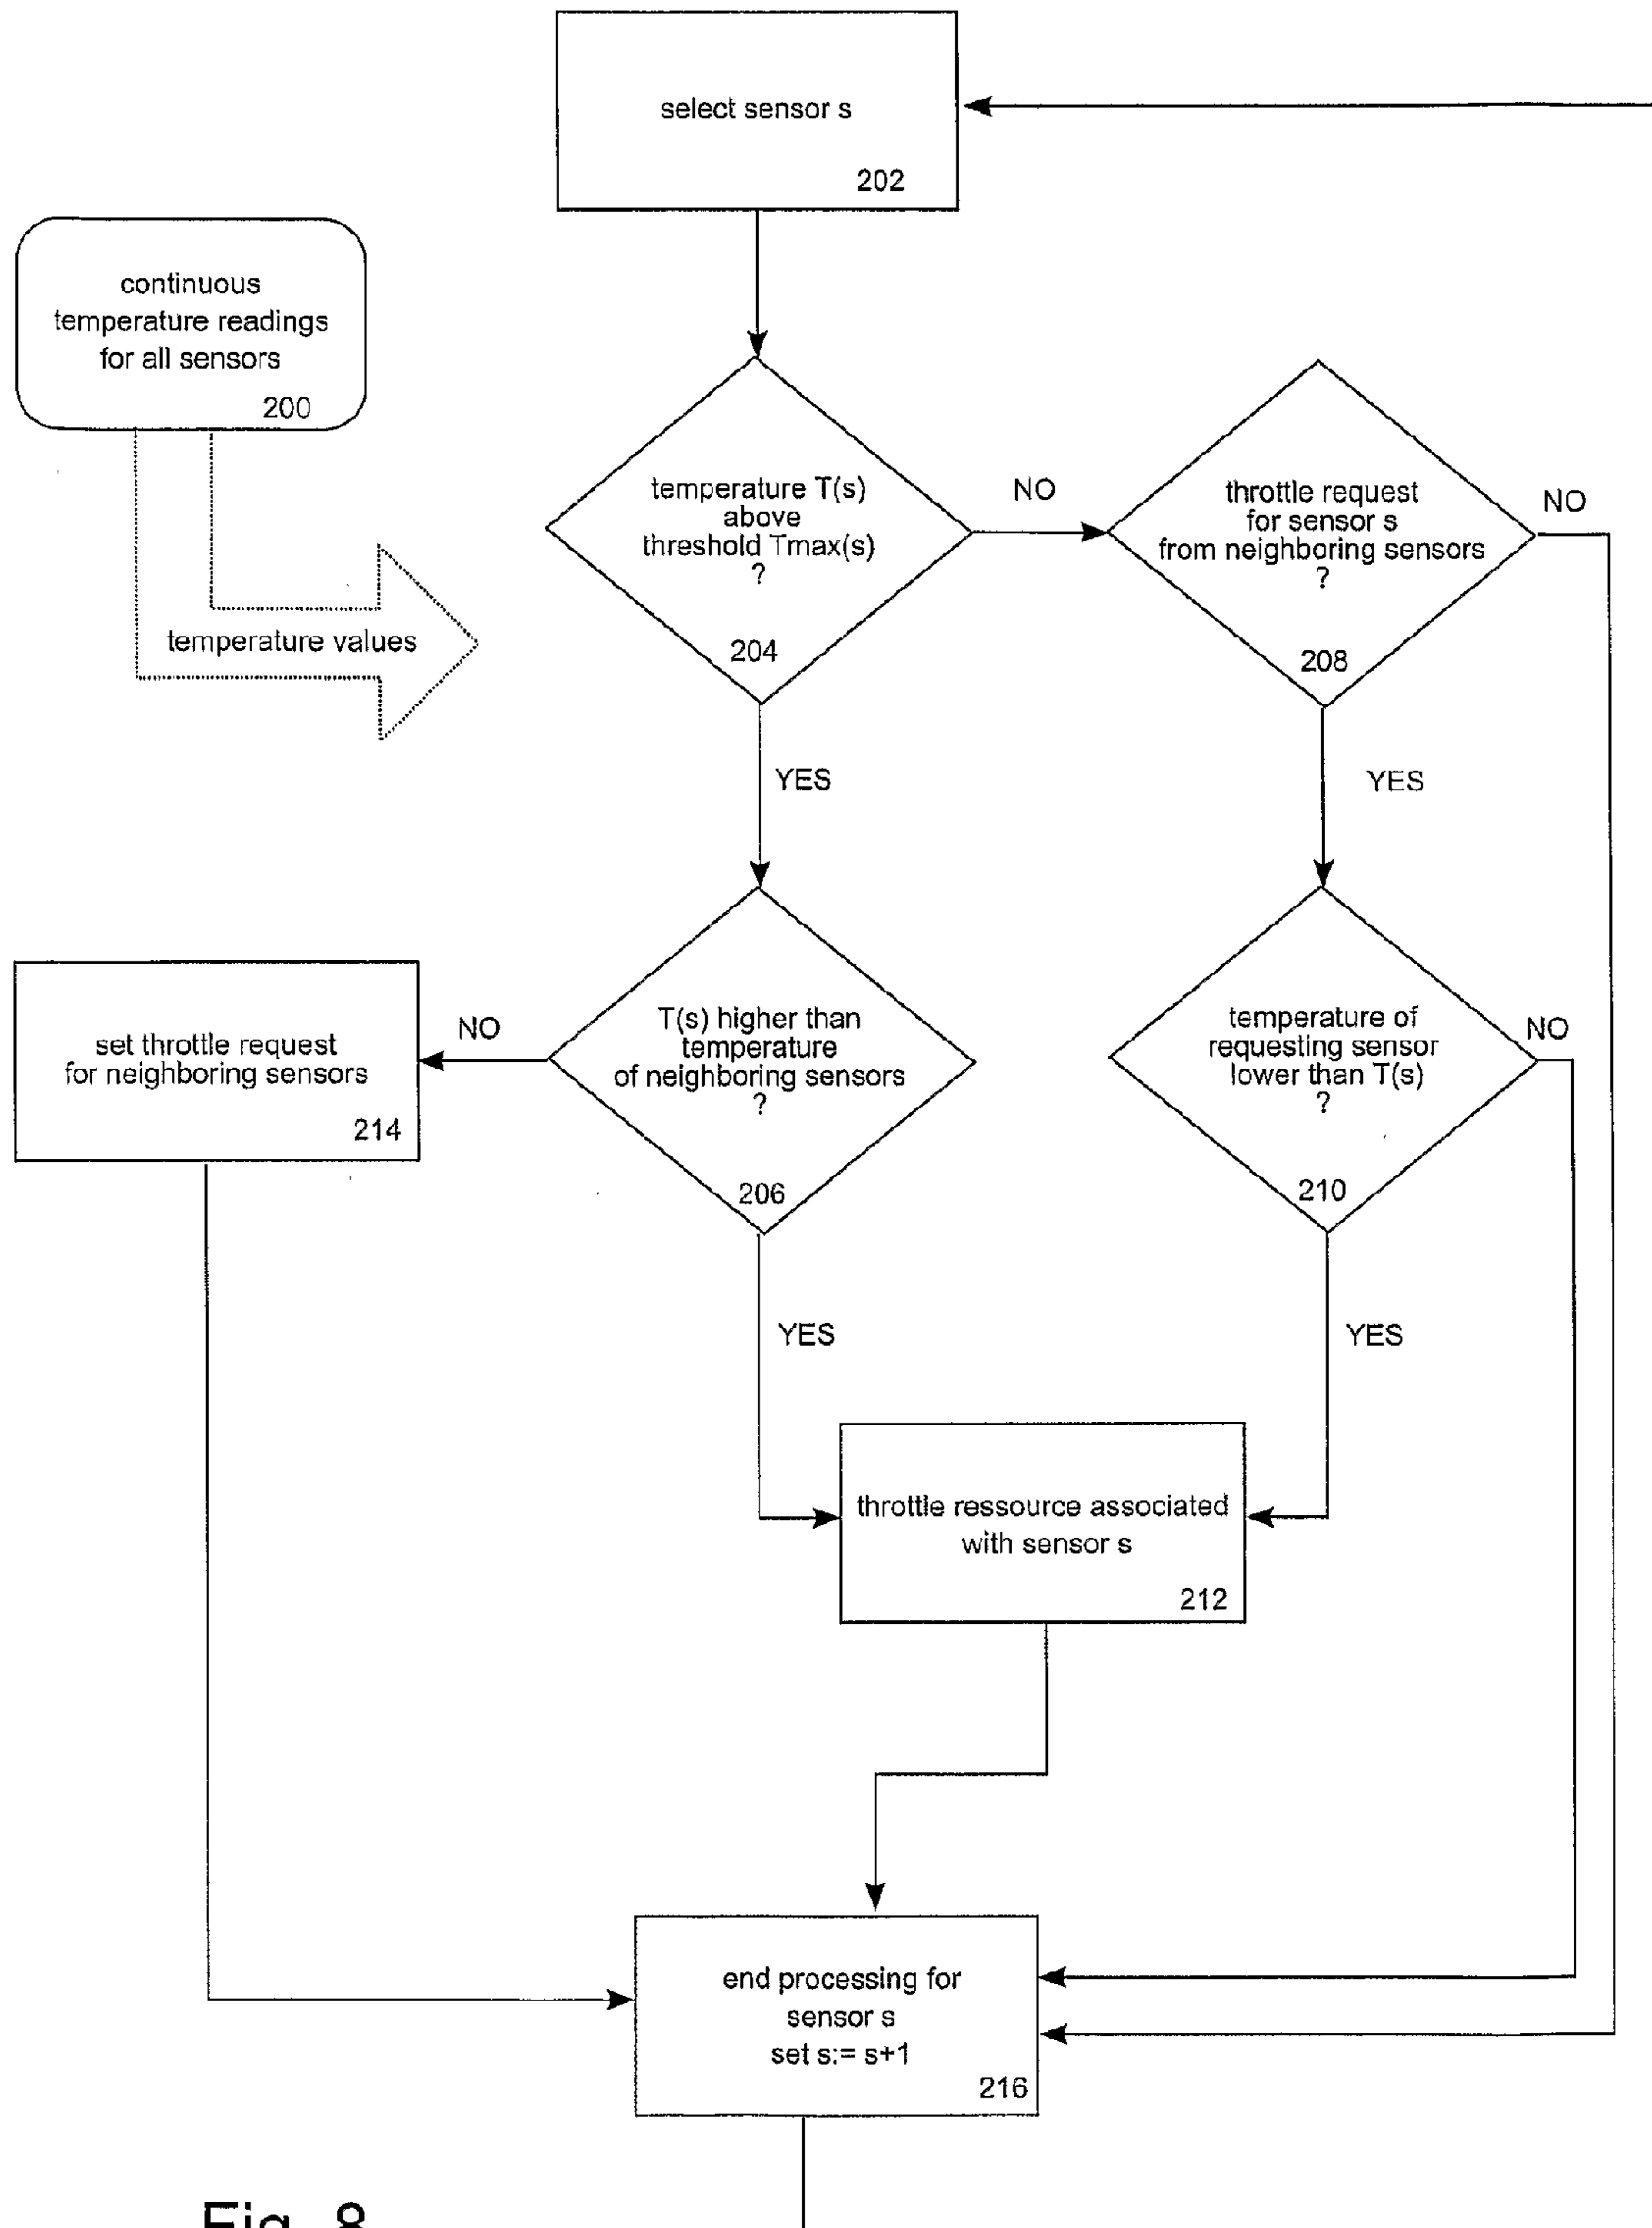 select sensor s
202
continuous
temperature readings
for all sensors
200
temperature values
temperature T(s)
above
threshold Tmax(s)
?
204
NO
throttle request
for sensor s
from neighboring sensors
?
208
NO
YES
YES
set throttle request
for neighboring sensors
214
NO
T(s) higher than
temperature
of neighboring sensors
?
206
temperature of
requesting sensor
lower than T(s)
?
210
NO
YES
YES
throttle ressource associated
with sensor s
212
end processing for
sensor s
set s:= s+1
216
Fig. 8